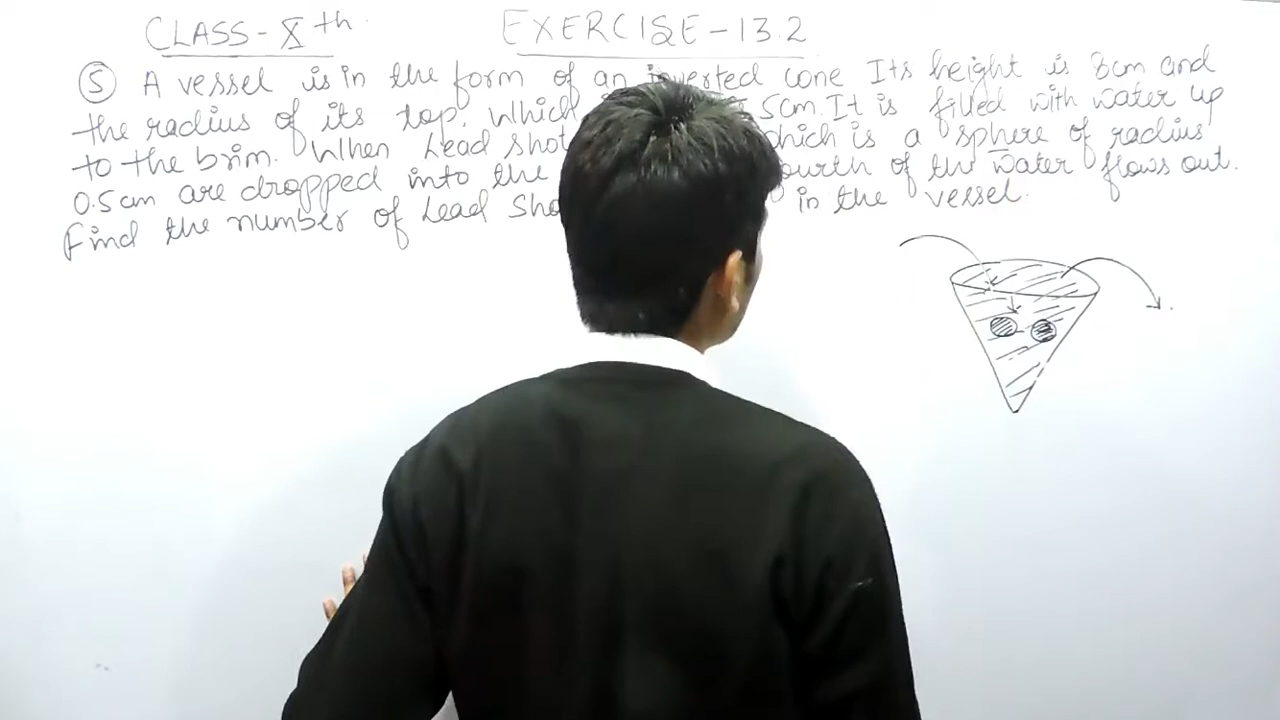 CLASS-Xth. EXERCISE-13.2
(5) A vessel is in the form of an inverted cone Its height is 8cm and
the radius of its top, which 5cm. It is filled with water up
to the brim. When Lead shot which is a sphere of radius
0.5cm are dropped into the fourth of the water flows out.
Find the number of Lead Sho in the vessel.